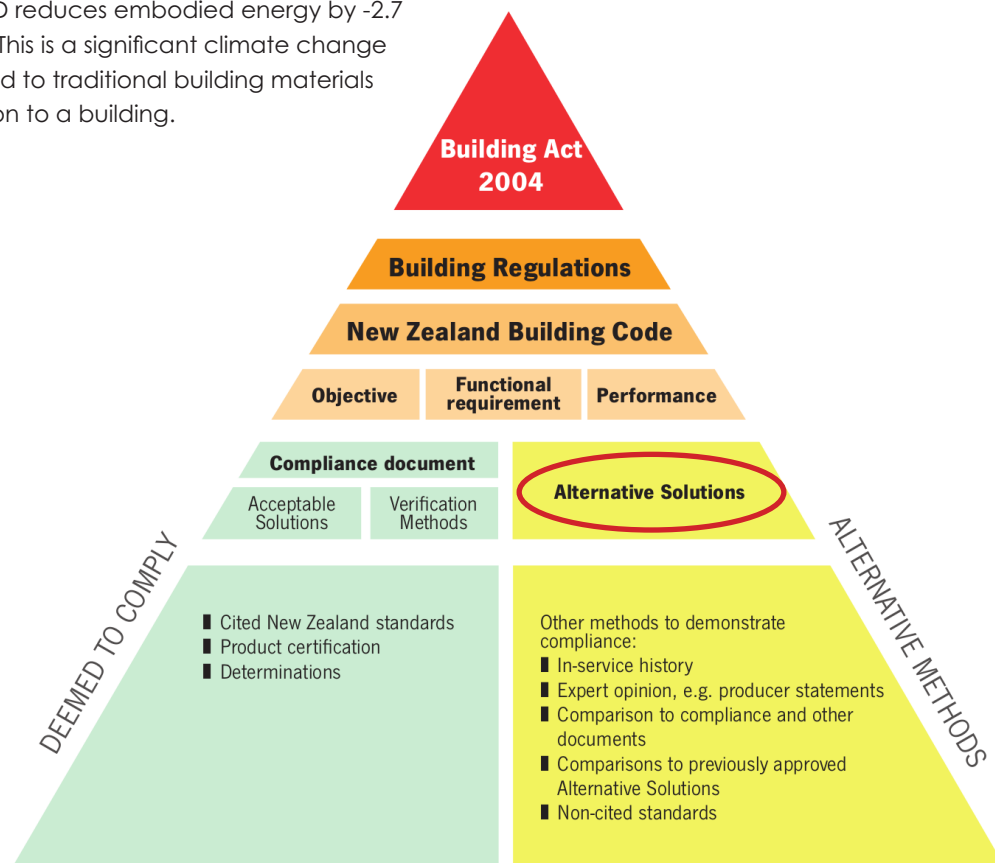 reduces embodied energy by -2.7
This is a significant climate change
to traditional building materials
to a building.
Building Act
2004
Building Regulations
New Zealand Building Code
Objective
Functional
requirement
Performance
Compliance document
Acceptable
Solutions
Verification
Methods
Alternative Solutions
DEEMED TO COMPLY
ALTERNATIVE METHODS
Cited New Zealand standards
Product certification
Determinations
Other methods to demonstrate
compliance:
In-service history
Expert opinion, e.g. producer statements
Comparison to compliance and other
documents
Comparisons to previously approved
Alternative Solutions
Non-cited standards